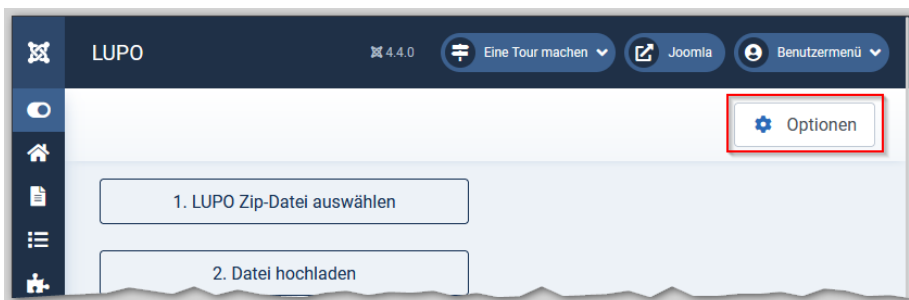 LUPO 4.4.0 Eine Tour machen Joomla Benutzermenü
Optionen
1. LUPO Zip-Datei auswählen
2. Datei hochladen